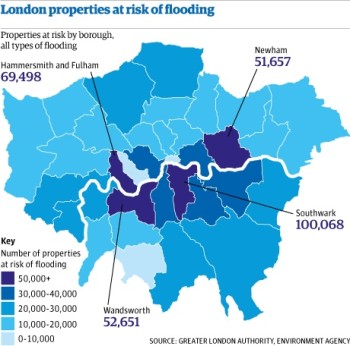 London properties at risk of flooding
Properties at risk by borough,
all types of flooding
Hammersmith and Fulham
69,498
Newham
51,657
Southwark
100,068
Wandsworth
52,651
Key
Number of properties
at risk of flooding
50,000+
30,000-40,000
20,000-30,000
10,000-20,000
0-10,000
SOURCE: GREATER LONDON AUTHORITY, ENVIRONMENT AGENCY